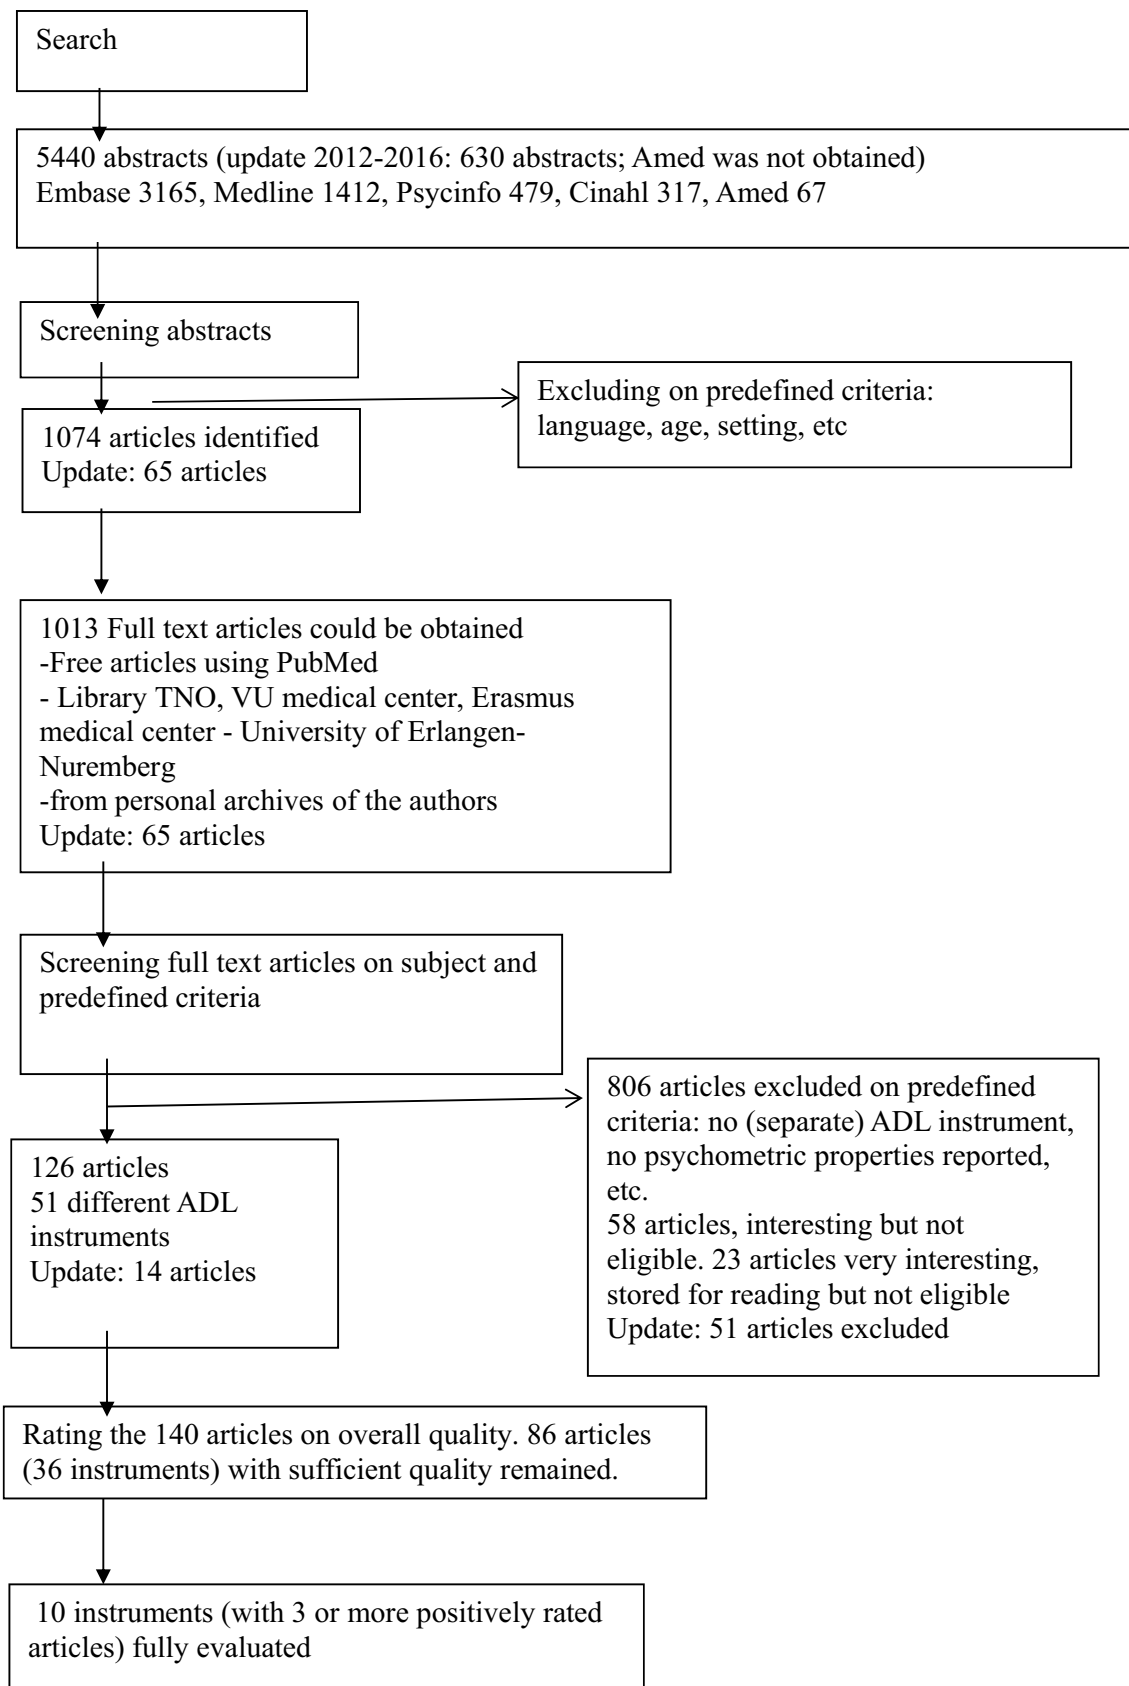 Search
5440 abstracts (update 2012-2016: 630 abstracts; Amed was not obtained)
Embase 3165, Medline 1412, Psycinfo 479, Cinahl 317, Amed 67
Screening abstracts
Excluding on predefined criteria:
language, age, setting, etc
1074 articles identified
Update: 65 articles
1013 Full text articles could be obtained
-Free articles using PubMed
- Library TNO, VU medical center, Erasmus
medical center - University of Erlangen-
Nuremberg
-from personal archives of the authors
Update: 65 articles
Screening full text articles on subject and
predefined criteria
806 articles excluded on predefined
criteria: no (separate) ADL instrument,
no psychometric properties reported,
etc.
58 articles, interesting but not
eligible. 23 articles very interesting,
stored for reading but not eligible
Update: 51 articles excluded
126 articles
51 different ADL
instruments
Update: 14 articles
Rating the 140 articles on overall quality. 86 articles
(36 instruments) with sufficient quality remained.
10 instruments (with 3 or more positively rated
articles) fully evaluated